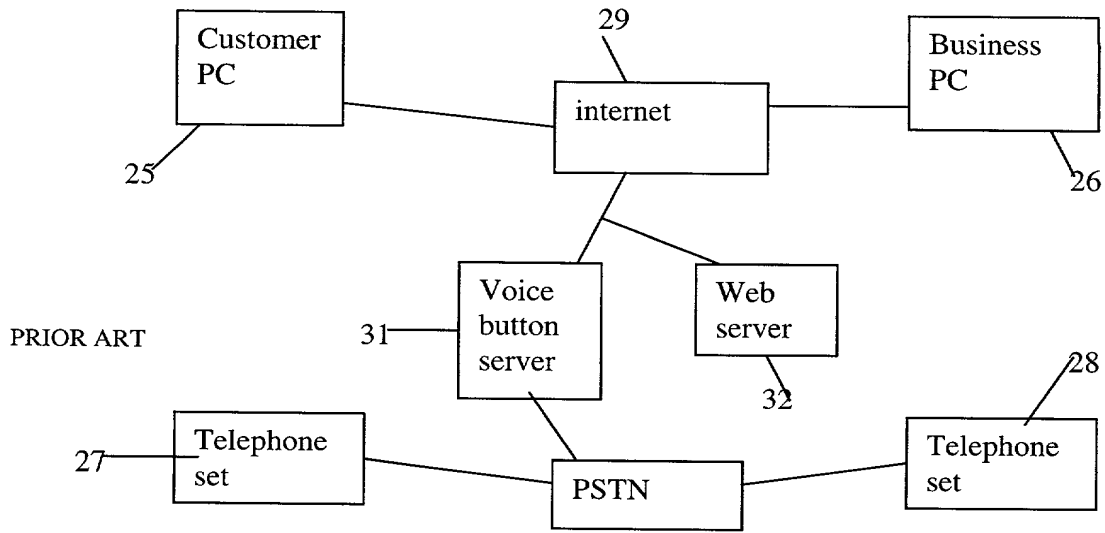 29
Customer
PC
Business
PC
internet
25
26
Voice
button
server
Web
server
31
PRIOR ART
32
28
Telephone
set
27
Telephone
set
PSTN